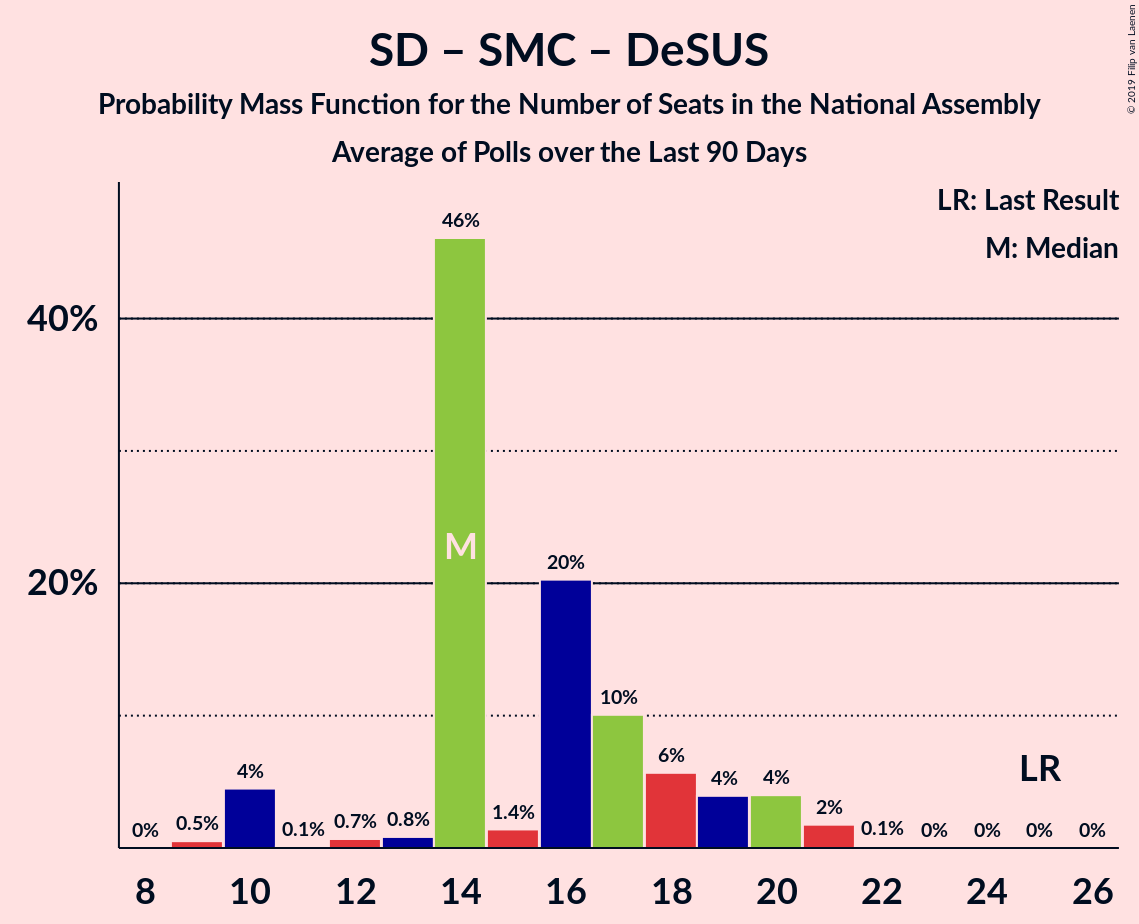 SD – SMC – DeSUS
Probability Mass Function for the Number of Seats in the National Assembly
Average of Polls over the Last 90 Days
© 2019 Filip van Laenen
LR: Last Result
M: Median
46%
40%
M
20%
20%
10%
6%
LR
4%
4%
4%
2%
1.4%
0%
0.5%
0.1%
0.7%
0.8%
0.1%
0%
0%
0%
0%
8 10 12 14 16 18 20 22 24 26